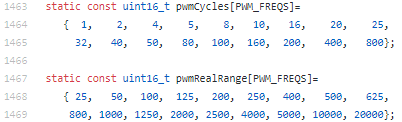 1463 static const uint16_t pwmCycles[PWM_FREQS]=
1464 { 1, 2, 4, 5, 8, 10, 16, 20, 25,
1465 32, 40, 50, 80, 100, 160, 200, 400, 800};
1466
1467 static const uint16_t pwmRealRange[PWM_FREQS]=
1468 { 25, 50, 100, 125, 200, 250, 400, 500, 625,
1469 800, 1000, 1250, 2000, 2500, 4000, 5000, 10000, 20000};